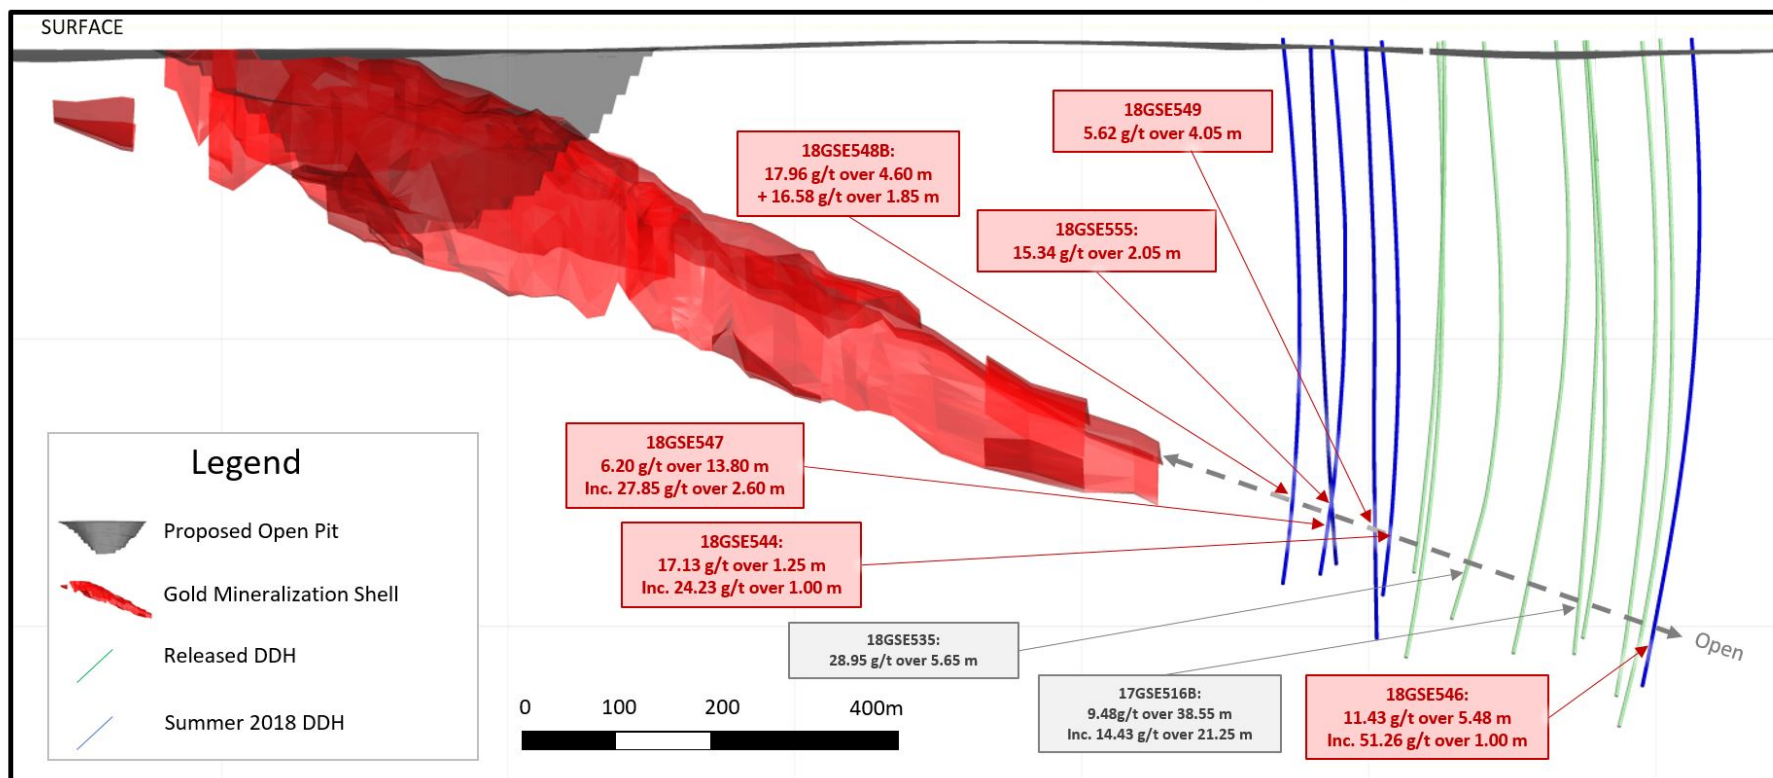 SURFACE
18GSE549
5.62 g/t over 4.05 m
18GSE548B:
17.96 g/t over 4.60 m
+ 16.58 g/t over 1.85 m
18GSE555:
15.34 g/t over 2.05 m
18GSE547
6.20 g/t over 13.80 m
Inc. 27.85 g/t over 2.60 m
18GSE544:
17.13 g/t over 1.25 m
Inc. 24.23 g/t over 1.00 m
18GSE535:
28.95 g/t over 5.65 m
17GSE516B:
9.48g/t over 38.55 m
Inc. 14.43 g/t over 21.25 m
18GSE546:
11.43 g/t over 5.48 m
Inc. 51.26 g/t over 1.00 m
Open
Legend
Proposed Open Pit
Gold Mineralization Shell
Released DDH
Summer 2018 DDH
0 100 200 400m